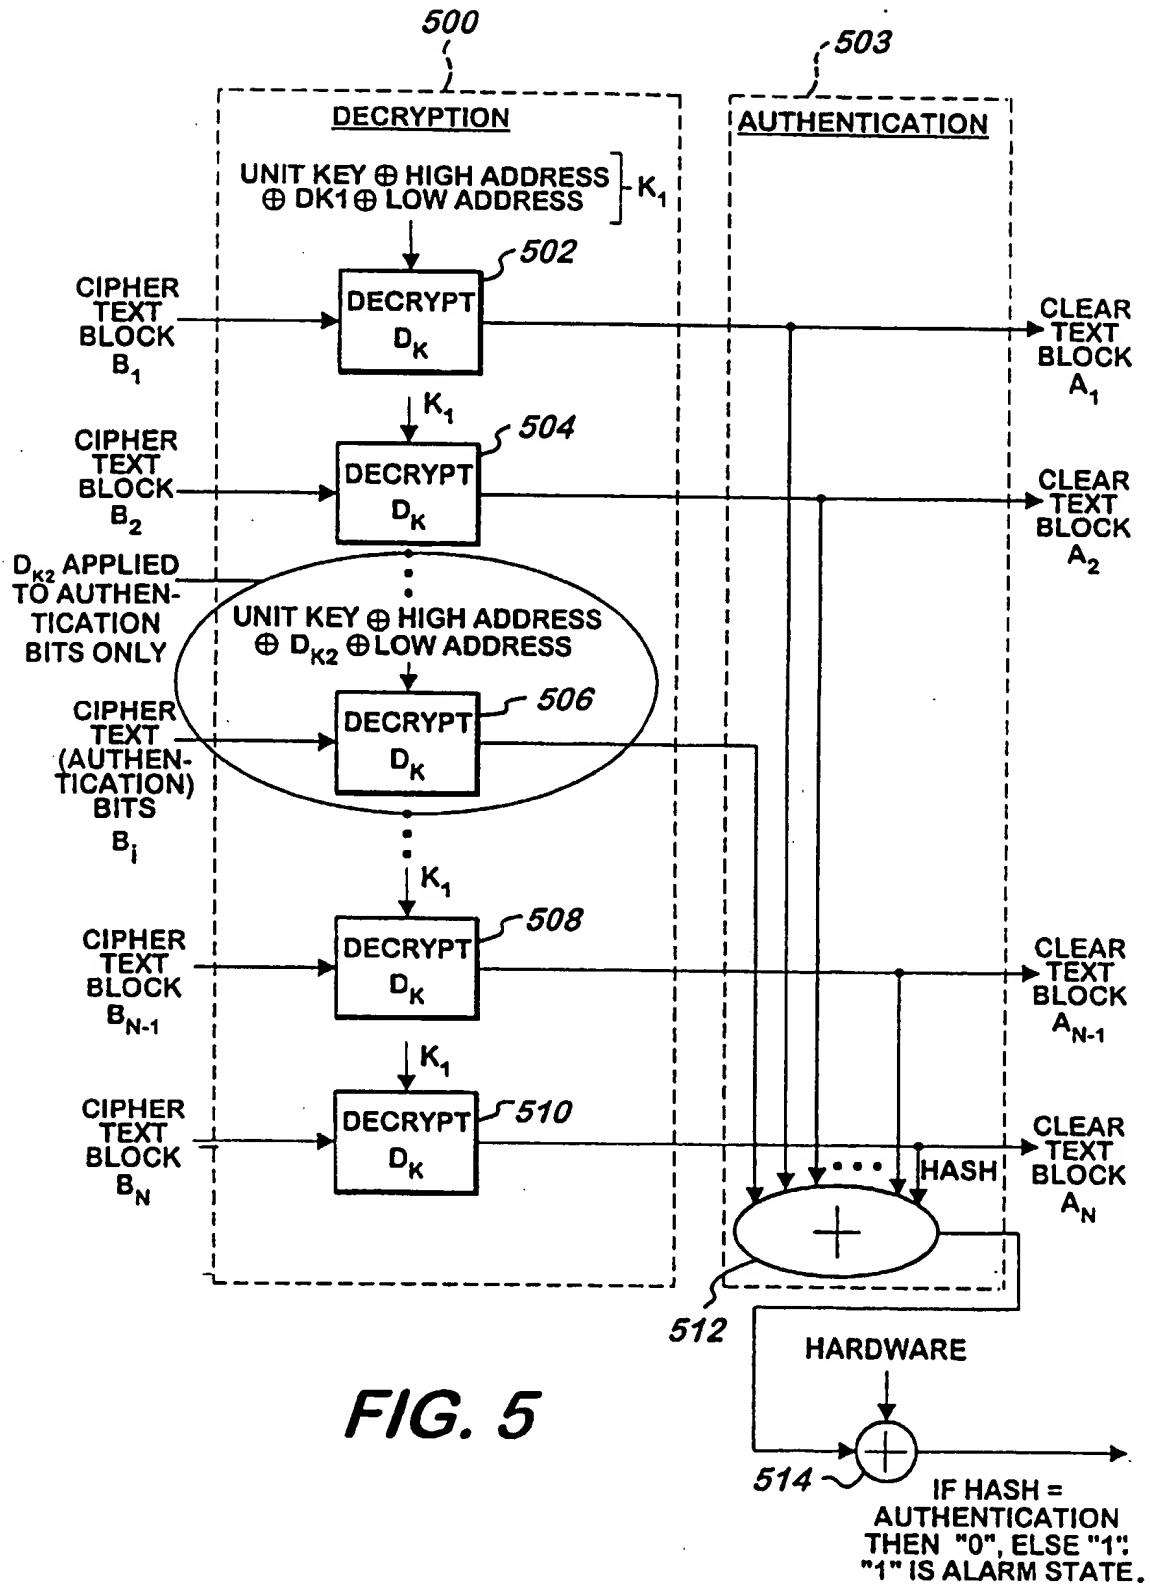 500
503
DECRYPTION
AUTHENTICATION
UNIT KEY ⊕ HIGH ADDRESS
⊕ DK1 ⊕ LOW ADDRESS
K1
502
CIPHER
TEXT
BLOCK
B1
DECRYPT
DK
CLEAR
TEXT
BLOCK
A1
K1
504
CIPHER
TEXT
BLOCK
B2
DECRYPT
DK
CLEAR
TEXT
BLOCK
A2
DK2 APPLIED
TO AUTHEN-
TICATION
BITS ONLY
UNIT KEY ⊕ HIGH ADDRESS
⊕ DK2 ⊕ LOW ADDRESS
506
CIPHER
TEXT
(AUTHEN-
TICATION)
BITS
Bi
DECRYPT
DK
K1
508
CIPHER
TEXT
BLOCK
BN-1
DECRYPT
DK
CLEAR
TEXT
BLOCK
AN-1
K1
510
CIPHER
TEXT
BLOCK
BN
DECRYPT
DK
CLEAR
TEXT
BLOCK
AN
HASH
512
HARDWARE
514
IF HASH =
AUTHENTICATION
THEN "0", ELSE "1".
"1" IS ALARM STATE.
FIG. 5